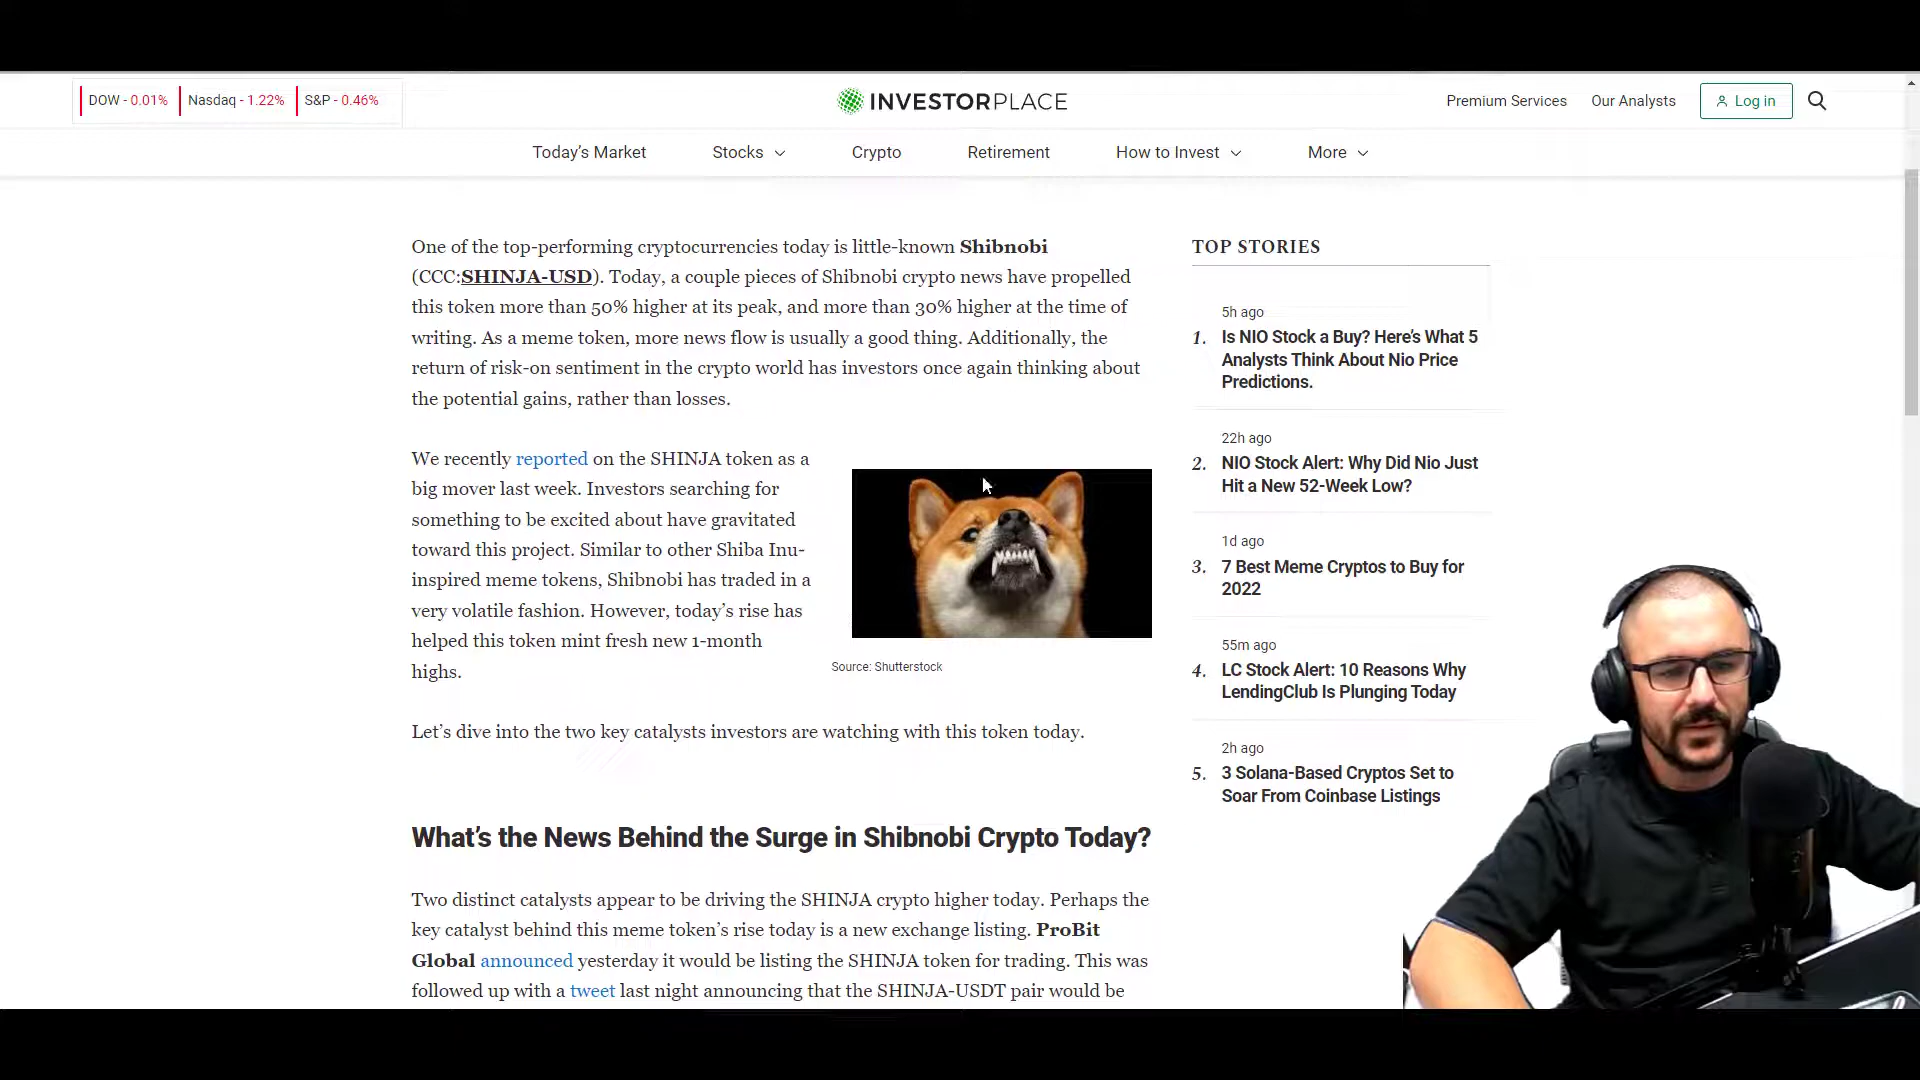 DOW - 0.01% Nasdaq - 1.22% S&P - 0.46%
INVESTORPLACE
Premium Services Our Analysts Log in
Today's Market Stocks Crypto Retirement How to Invest More
One of the top-performing cryptocurrencies today is little-known Shibnobi
(CCC:SHINJA-USD). Today, a couple pieces of Shibnobi crypto news have propelled
this token more than 50% higher at its peak, and more than 30% higher at the time of
writing. As a meme token, more news flow is usually a good thing. Additionally, the
return of risk-on sentiment in the crypto world has investors once again thinking about
the potential gains, rather than losses.
We recently reported on the SHINJA token as a
big mover last week. Investors searching for
something to be excited about have gravitated
toward this project. Similar to other Shiba Inu-
inspired meme tokens, Shibnobi has traded in a
very volatile fashion. However, today's rise has
helped this token mint fresh new 1-month
highs.
Source: Shutterstock
Let's dive into the two key catalysts investors are watching with this token today.
What's the News Behind the Surge in Shibnobi Crypto Today?
Two distinct catalysts appear to be driving the SHINJA crypto higher today. Perhaps the
key catalyst behind this meme token's rise today is a new exchange listing. ProBit
Global announced yesterday it would be listing the SHINJA token for trading. This was
followed up with a tweet last night announcing that the SHINJA-USDT pair would be
TOP STORIES
5h ago
1. Is NIO Stock a Buy? Here's What 5
Analysts Think About Nio Price
Predictions.
22h ago
2. NIO Stock Alert: Why Did Nio Just
Hit a New 52-Week Low?
1d ago
3. 7 Best Meme Cryptos to Buy for
2022
55m ago
4. LC Stock Alert: 10 Reasons Why
LendingClub Is Plunging Today
2h ago
5. 3 Solana-Based Cryptos Set to
Soar From Coinbase Listings